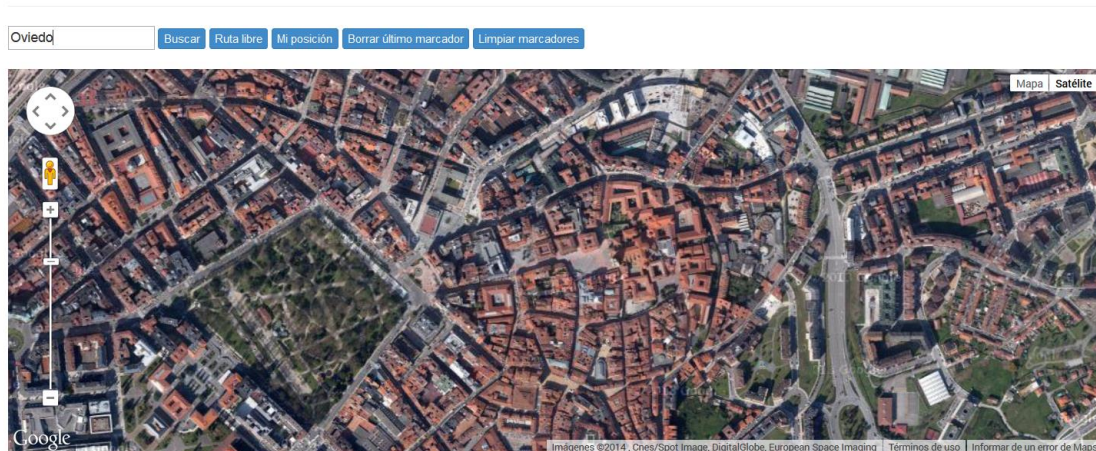 Oviedo
Buscar Ruta libre Mi posición Borrar último marcador Limpiar marcadores
Mapa Satélite
Google
Imágenes ©2014 , Cnes/Spot Image, DigitalGlobe, European Space Imaging Términos de uso Informar de un error de Maps